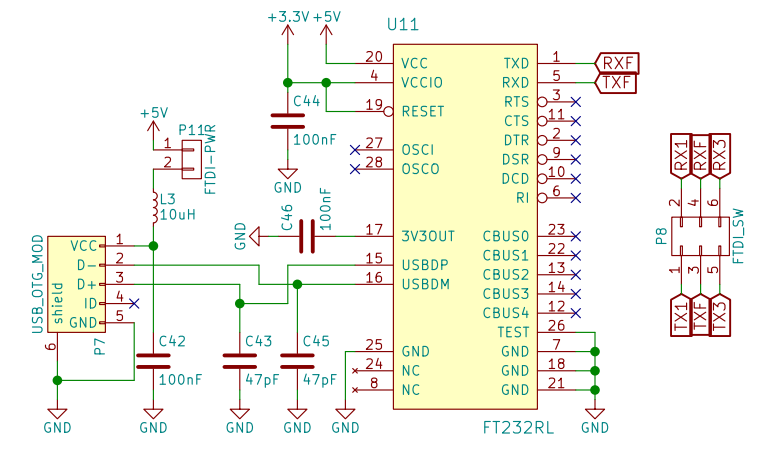 +3.3V +5V
U11
20 VCC TXD 1 RXF
4 VCCIO RXD 5 TXF
C44 RTS 3
19 RESET CTS 11
100nF DTR 2
27 OSCI DSR 9
28 OSCO DCD 10
RI 6
GND
+5V
P11
1
2
FTDI-PWR
L3
10uH
C46
100nF
GND
17 3V3OUT CBUS0 23
CBUS1 22
15 USBDP CBUS2 13
16 USBDM CBUS3 14
CBUS4 12
TEST 26
25 GND GND 7
24 NC GND 18
8 NC GND 21
FT232RL
GND
GND
USB_OTG_MOD
VCC 1
D- 2
D+ 3
ID 4
GND 5
shield
6
P7
C42
100nF
C43
47pF
C45
47pF
GND
GND
GND
GND
RX1 RXF RX3
2 4 6
P8
FTDI_SW
1 3 5
TX1 TXF TX3